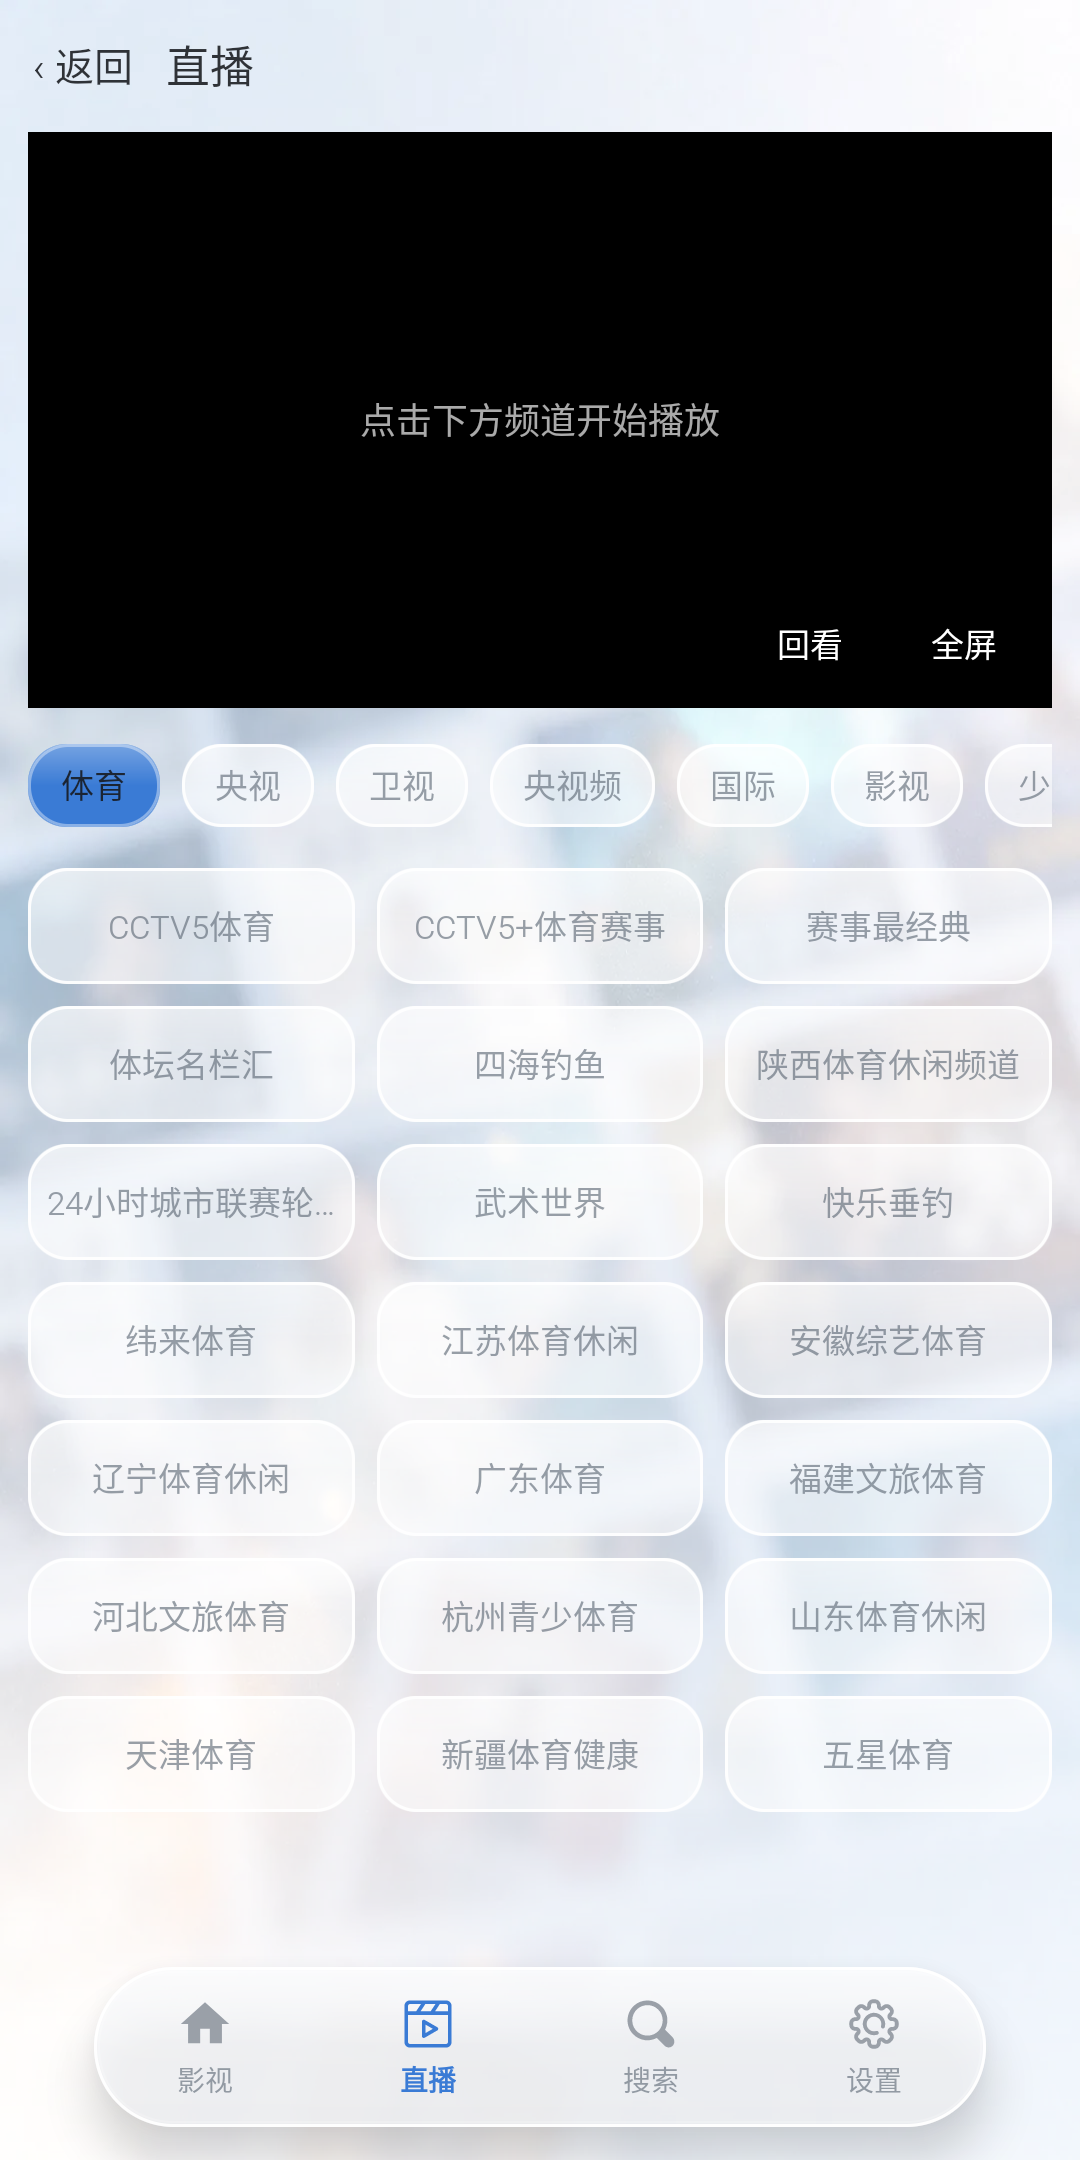 ‹ 返回 直播
点击下方频道开始播放
回看 全屏
体育 央视 卫视 央视频 国际 影视 少
CCTV5体育 CCTV5+体育赛事 赛事最经典
体坛名栏汇 四海钓鱼 陕西体育休闲频道
24小时城市联赛轮... 武术世界 快乐垂钓
纬来体育 江苏体育休闲 安徽综艺体育
辽宁体育休闲 广东体育 福建文旅体育
河北文旅体育 杭州青少体育 山东体育休闲
天津体育 新疆体育健康 五星体育
影视 直播 搜索 设置